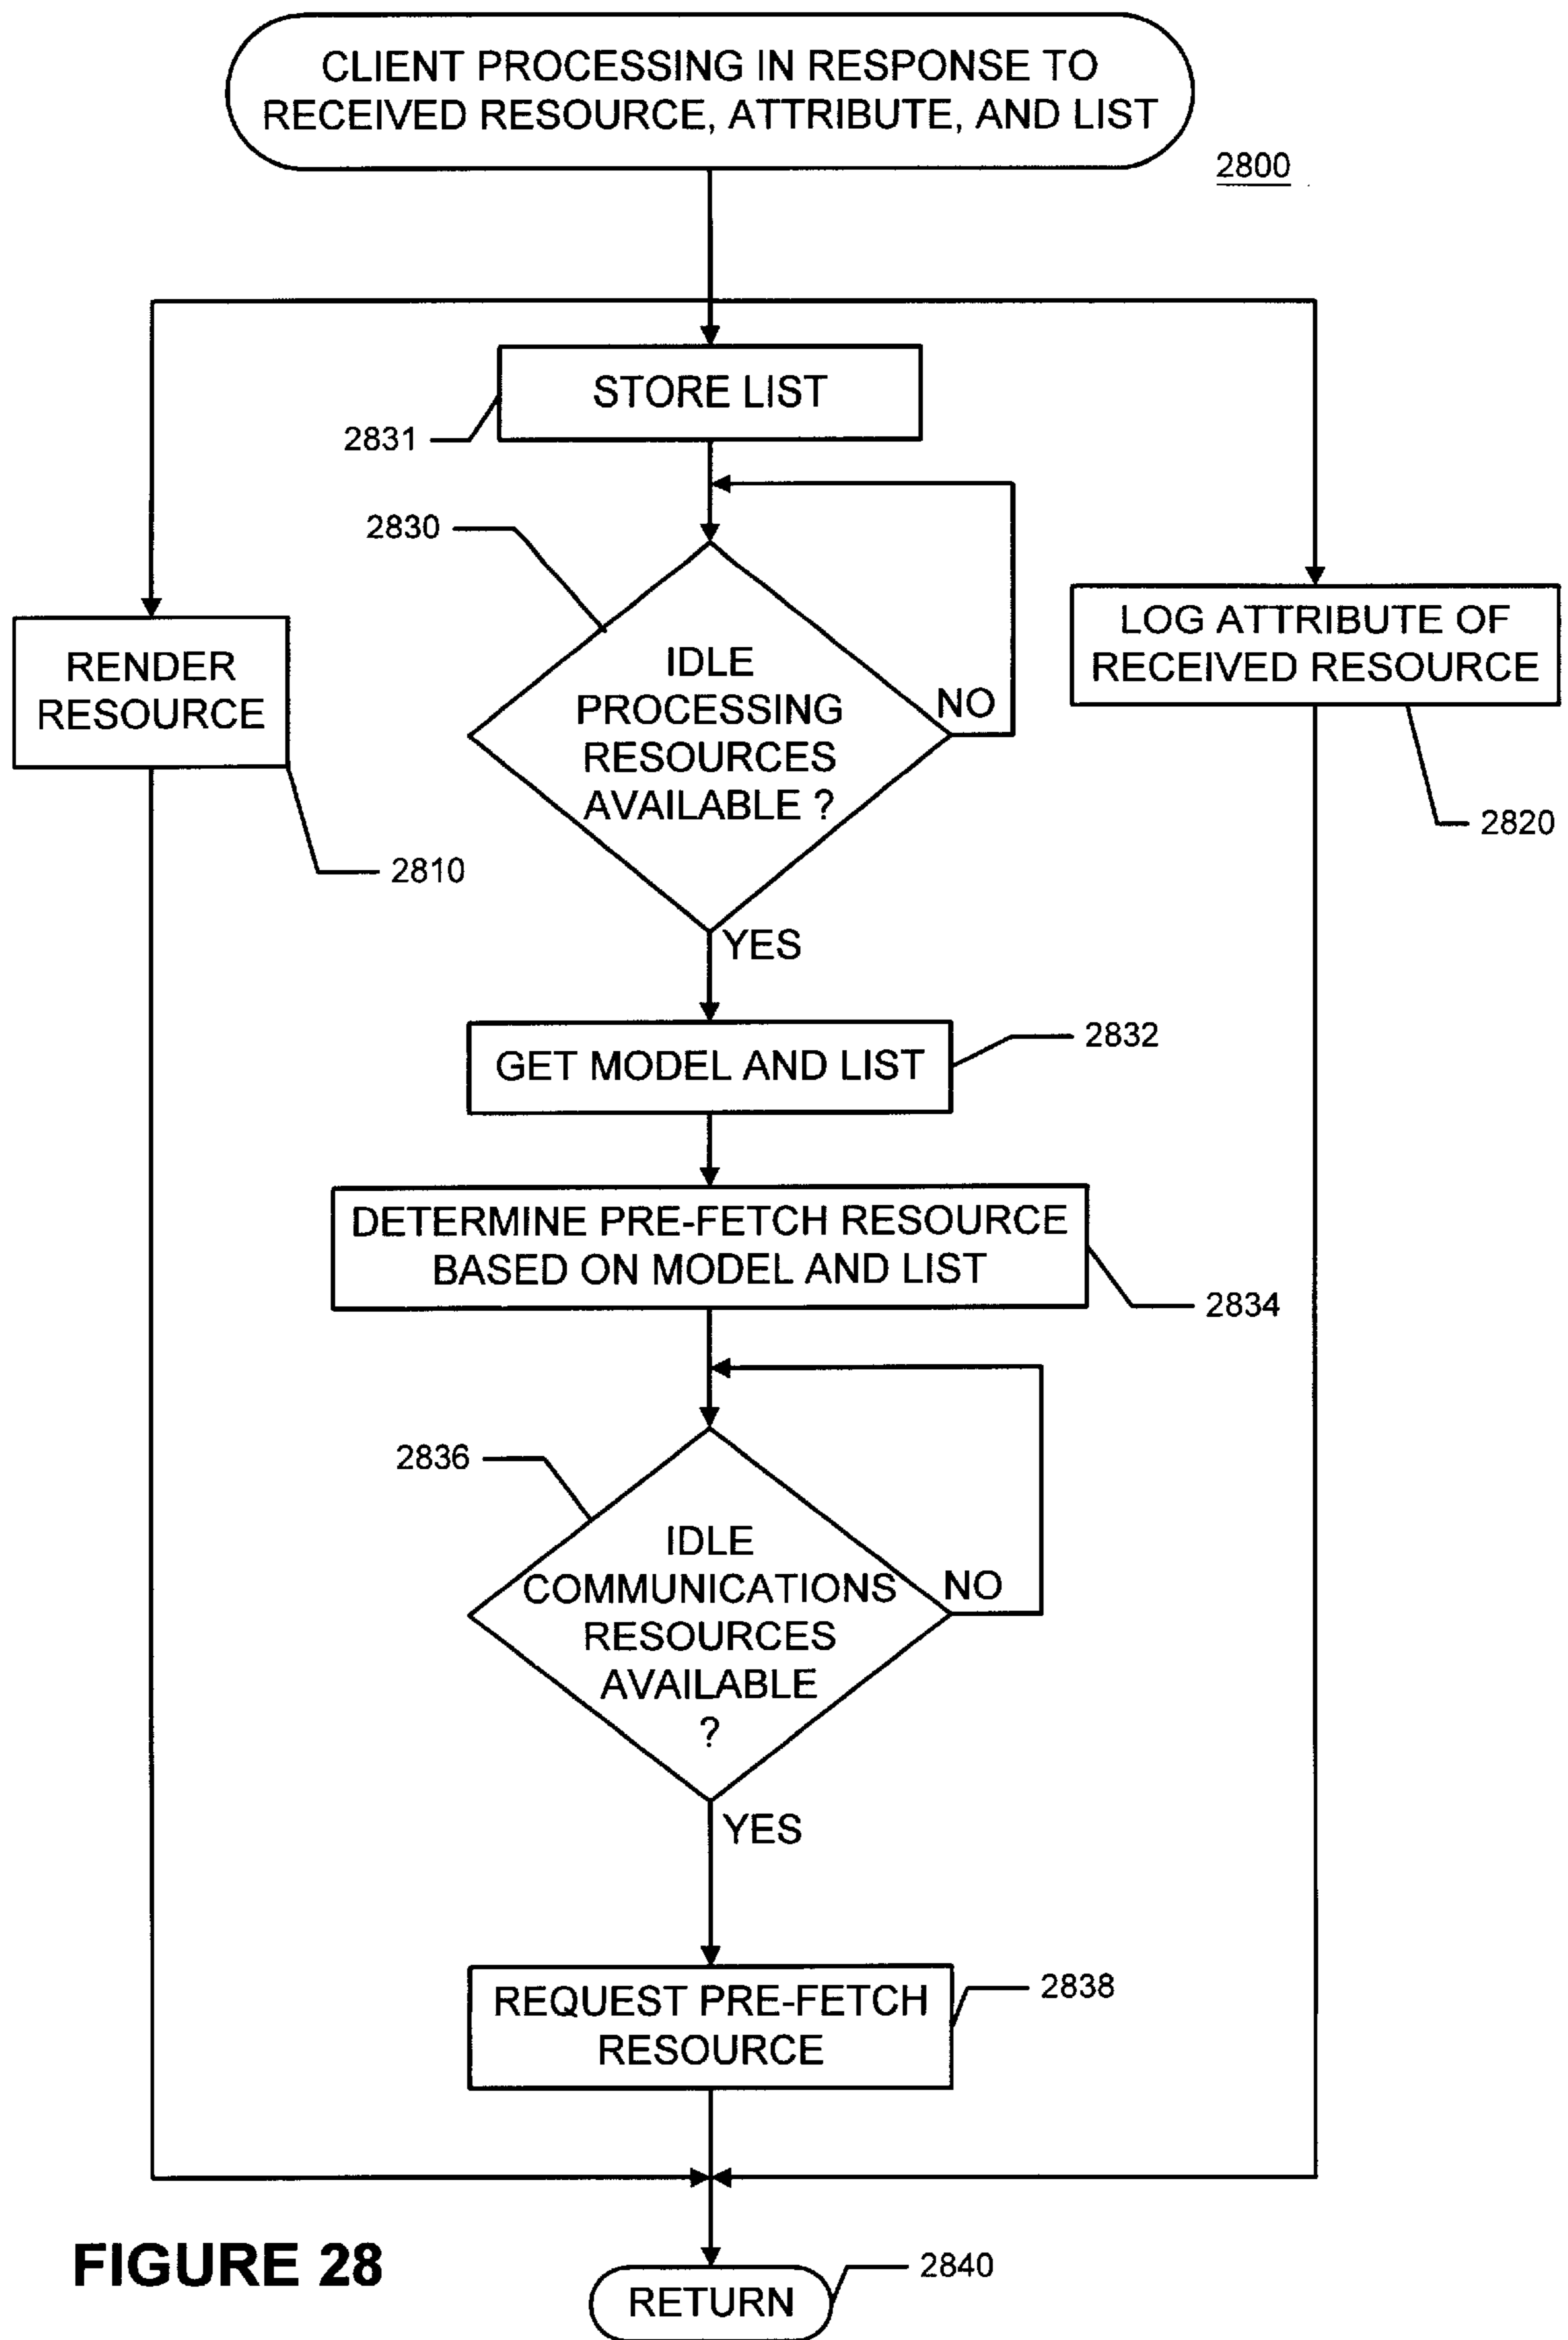 CLIENT PROCESSING IN RESPONSE TO
RECEIVED RESOURCE, ATTRIBUTE, AND LIST
2800
STORE LIST
2831
2830
IDLE
PROCESSING
RESOURCES
AVAILABLE ?
NO
YES
RENDER
RESOURCE
2810
LOG ATTRIBUTE OF
RECEIVED RESOURCE
2820
GET MODEL AND LIST
2832
DETERMINE PRE-FETCH RESOURCE
BASED ON MODEL AND LIST
2834
2836
IDLE
COMMUNICATIONS
RESOURCES
AVAILABLE
?
NO
YES
REQUEST PRE-FETCH
RESOURCE
2838
RETURN
2840
FIGURE 28